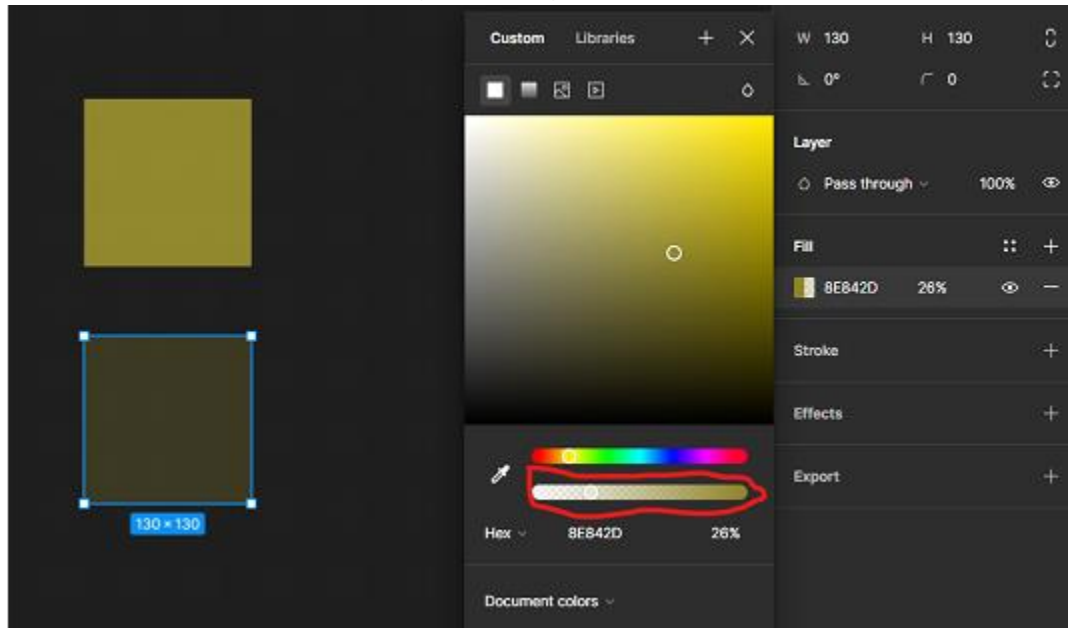 Custom Libraries
W 130 H 130
0° 0
Layer
Pass through 100%
Fill
8E842D 26%
Stroke
Effects
Export
Hex 8E842D 26%
Document colors
130 × 130